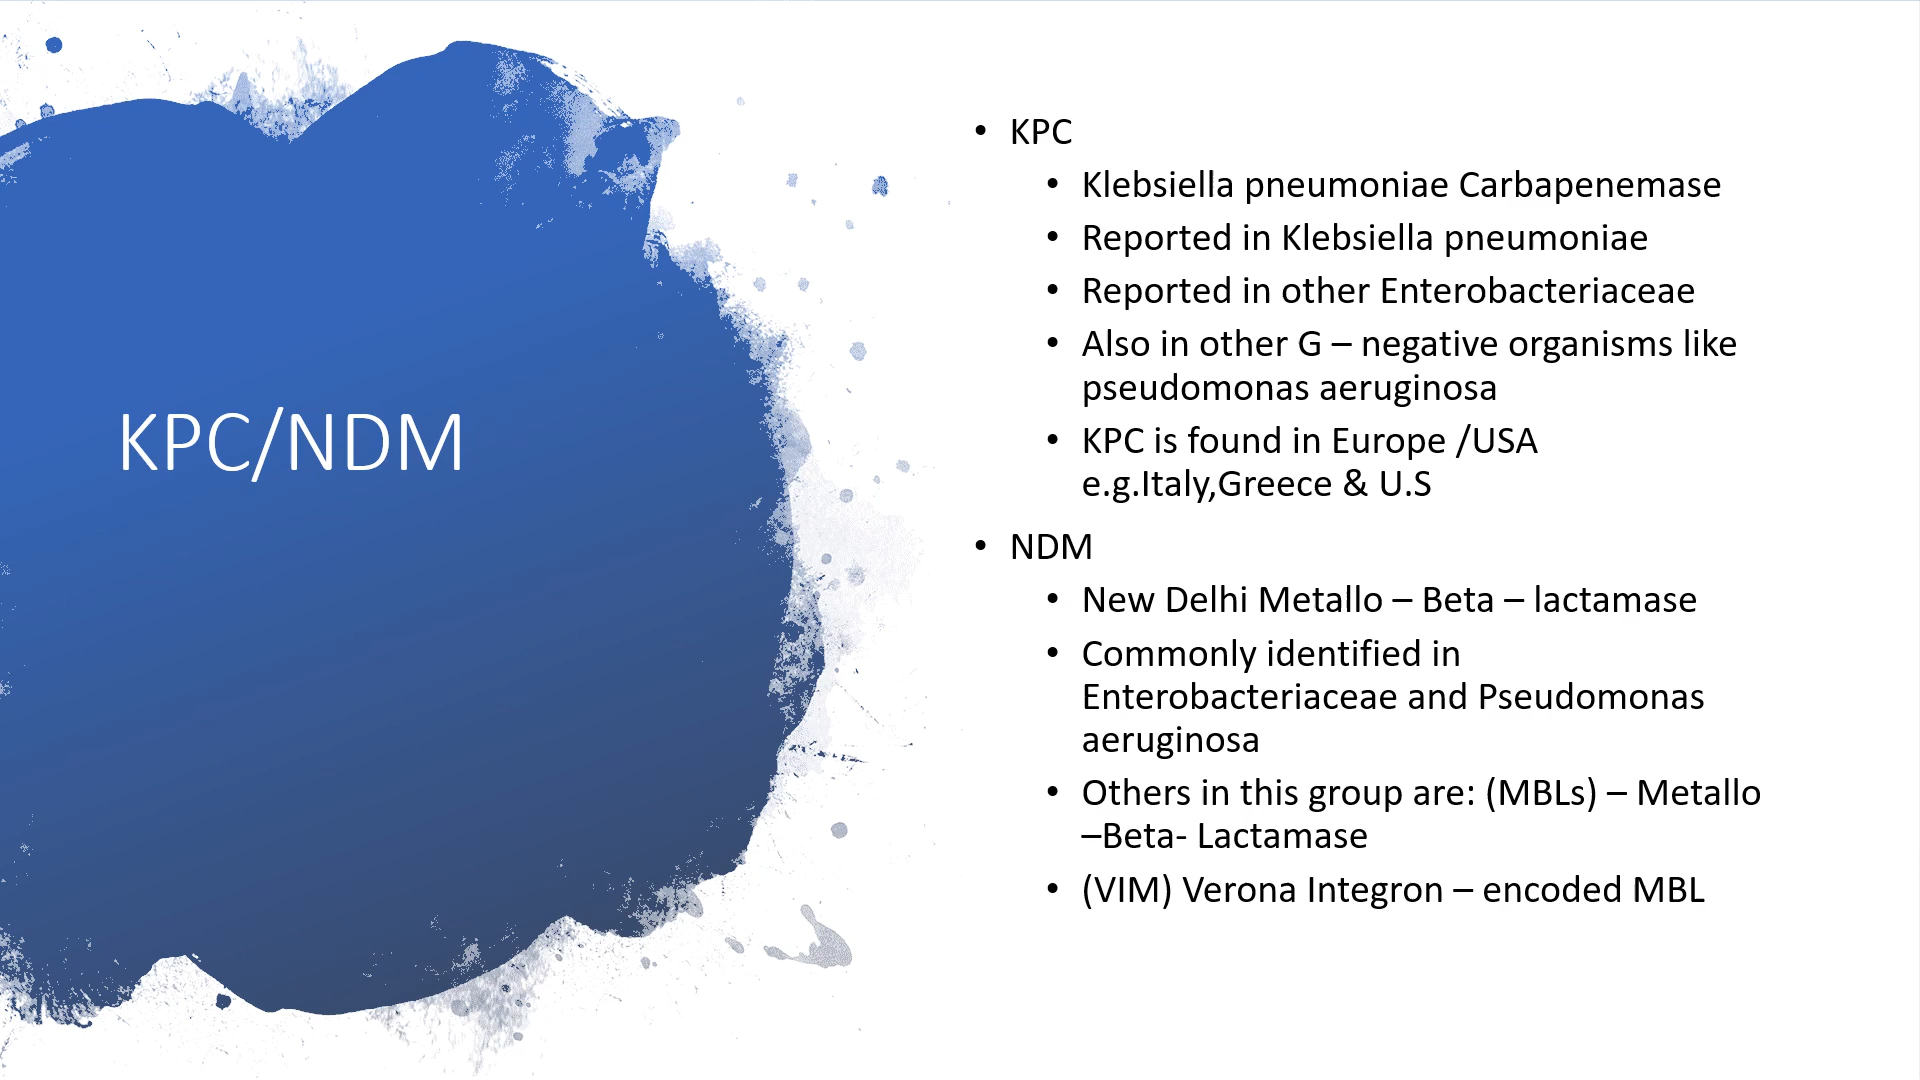 KPC/NDM
• KPC
• Klebsiella pneumoniae Carbapenemase
• Reported in Klebsiella pneumoniae
• Reported in other Enterobacteriaceae
• Also in other G – negative organisms like
pseudomonas aeruginosa
• KPC is found in Europe /USA
e.g.Italy,Greece & U.S
• NDM
• New Delhi Metallo – Beta – lactamase
• Commonly identified in
Enterobacteriaceae and Pseudomonas
aeruginosa
• Others in this group are: (MBLs) – Metallo
–Beta- Lactamase
• (VIM) Verona Integron – encoded MBL